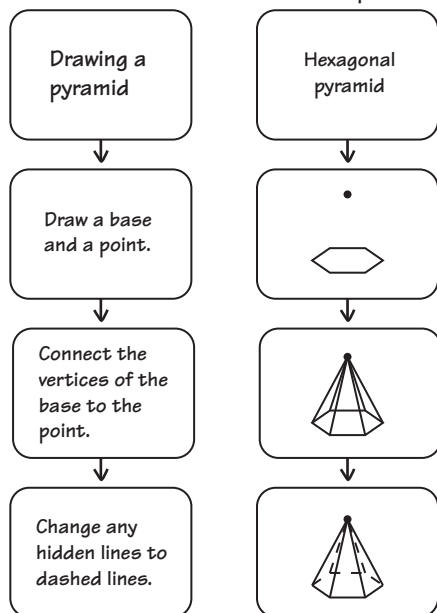 Drawing a
pyramid
Hexagonal
pyramid
Draw a base
and a point.
Connect the
vertices of the
base to the
point.
Change any
hidden lines to
dashed lines.